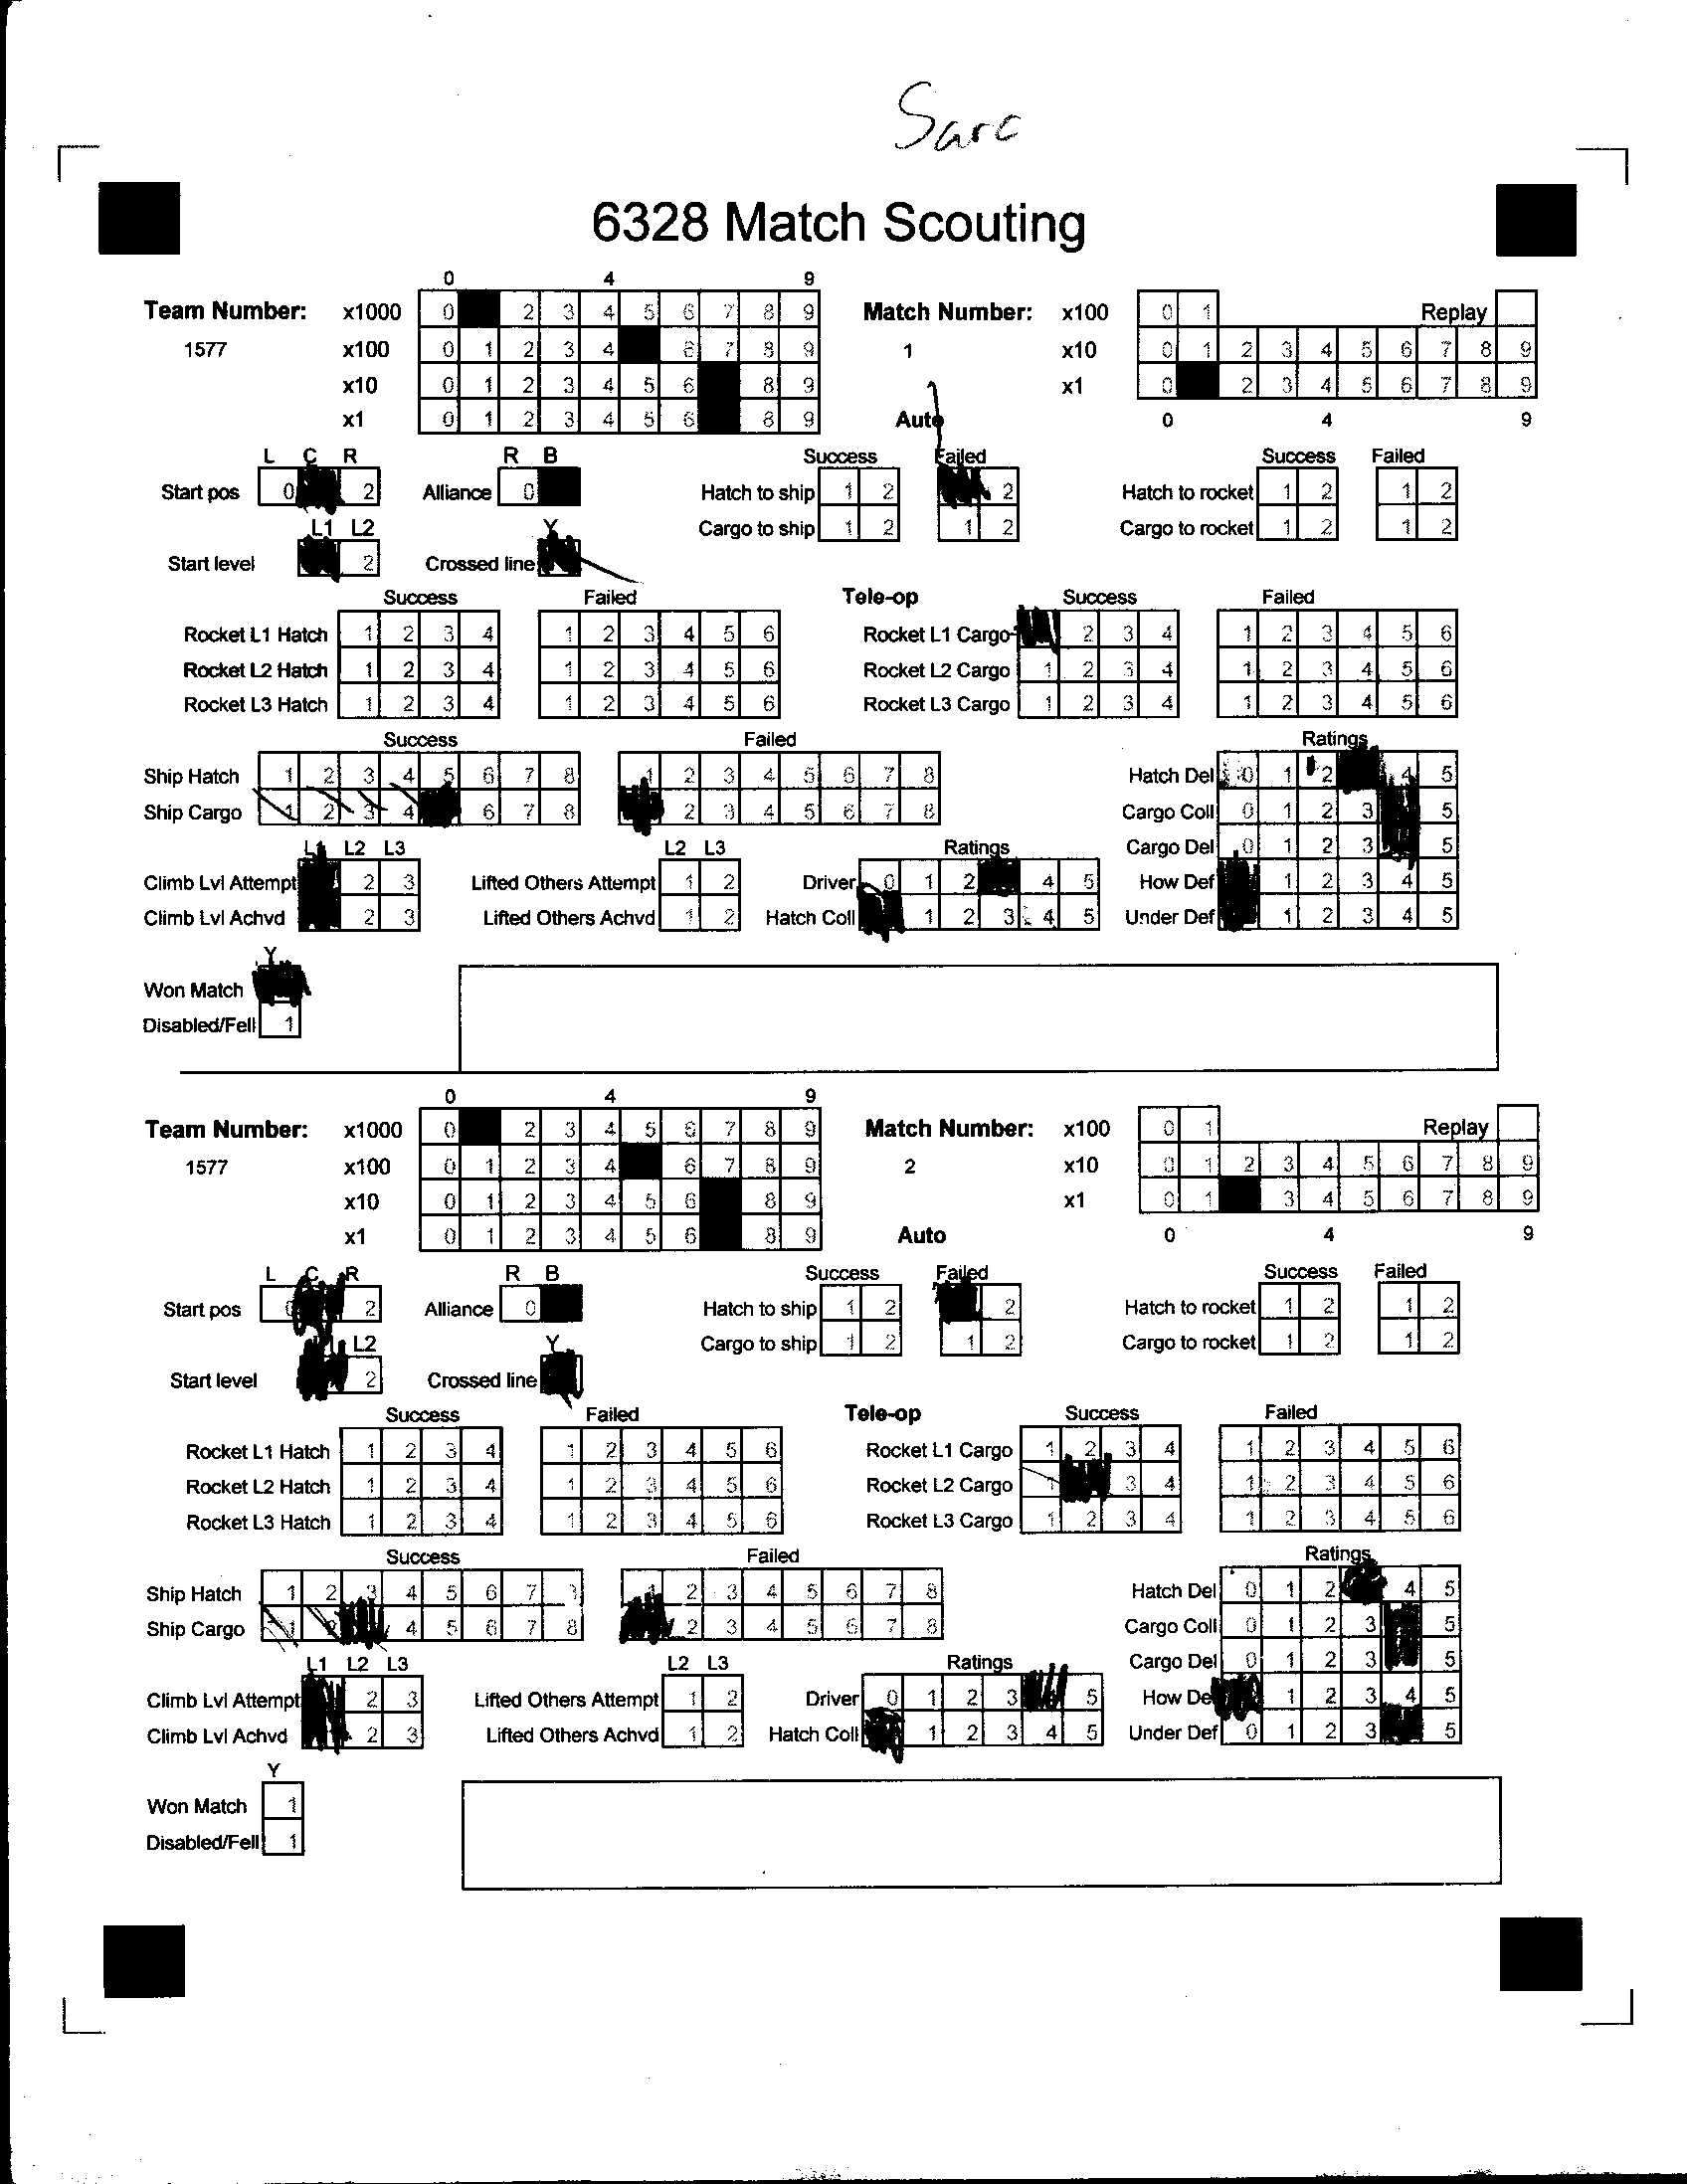 Sara
6328 Match Scouting
0 4 9
Team Number: x1000 0 2 3 4 5 6 7 8 9 Match Number: x100 0 1 Replay
1577 x100 0 1 2 3 4 6 7 8 9 1 x10 0 1 2 3 4 5 6 7 8 9
x10 0 1 2 3 4 5 6 8 9 x1 0 2 3 4 5 6 7 8 9
x1 0 1 2 3 4 5 6 8 9 Auto 0 4 9
L C R R B Success Failed Success Failed
Start pos 0 2 Alliance 0 Hatch to ship 1 2 2 Hatch to rocket 1 2 1 2
L1 L2 Y Cargo to ship 1 2 1 2 Cargo to rocket 1 2 1 2
Start level 2 Crossed line
Success Failed Tele-op Success Failed
Rocket L1 Hatch 1 2 3 4 1 2 3 4 5 6 Rocket L1 Cargo 2 3 4 1 2 3 4 5 6
Rocket L2 Hatch 1 2 3 4 1 2 3 4 5 6 Rocket L2 Cargo 1 2 3 4 1 2 3 4 5 6
Rocket L3 Hatch 1 2 3 4 1 2 3 4 5 6 Rocket L3 Cargo 1 2 3 4 1 2 3 4 5 6
Success Failed Ratings
Ship Hatch 1 2 3 4 5 6 7 8 1 2 3 4 5 6 7 8 Hatch Del 0 1 2 4 5
Ship Cargo 1 2 3 4 6 7 8 2 3 4 5 6 7 8 Cargo Coll 0 1 2 3 5
L1 L2 L3 L2 L3 Ratings Cargo Del 0 1 2 3 5
Climb Lvl Attempt 2 3 Lifted Others Attempt 1 2 Driver 0 1 2 4 5 How Def 1 2 3 4 5
Climb Lvl Achvd 2 3 Lifted Others Achvd 1 2 Hatch Coll 1 2 3 4 5 Under Def 1 2 3 4 5
Y
Won Match
Disabled/Fell 1
0 4 9
Team Number: x1000 0 2 3 4 5 6 7 8 9 Match Number: x100 0 1 Replay
1577 x100 0 1 2 3 4 6 7 8 9 2 x10 0 1 2 3 4 5 6 7 8 9
x10 0 1 2 3 4 5 6 8 9 x1 0 1 3 4 5 6 7 8 9
x1 0 1 2 3 4 5 6 8 9 Auto 0 4 9
L C R R B Success Failed Success Failed
Start pos 2 Alliance 0 Hatch to ship 1 2 2 Hatch to rocket 1 2 1 2
L2 Y Cargo to ship 1 2 1 2 Cargo to rocket 1 2 1 2
Start level 2 Crossed line
Success Failed Tele-op Success Failed
Rocket L1 Hatch 1 2 3 4 1 2 3 4 5 6 Rocket L1 Cargo 1 2 3 4 1 2 3 4 5 6
Rocket L2 Hatch 1 2 3 4 1 2 3 4 5 6 Rocket L2 Cargo 1 3 4 1 2 3 4 5 6
Rocket L3 Hatch 1 2 3 4 1 2 3 4 5 6 Rocket L3 Cargo 1 2 3 4 1 2 3 4 5 6
Success Failed Ratings
Ship Hatch 1 2 3 4 5 6 7 1 2 3 4 5 6 7 8 Hatch Del 0 1 2 4 5
Ship Cargo 1 2 4 5 6 7 8 2 3 4 5 6 7 8 Cargo Coll 0 1 2 3 5
L1 L2 L3 L2 L3 Ratings Cargo Del 0 1 2 3 5
Climb Lvl Attempt 2 3 Lifted Others Attempt 1 2 Driver 0 1 2 3 5 How De 1 2 3 4 5
Climb Lvl Achvd 2 3 Lifted Others Achvd 1 2 Hatch Coll 1 2 3 4 5 Under Def 0 1 2 3 5
Y
Won Match 1
Disabled/Fell 1